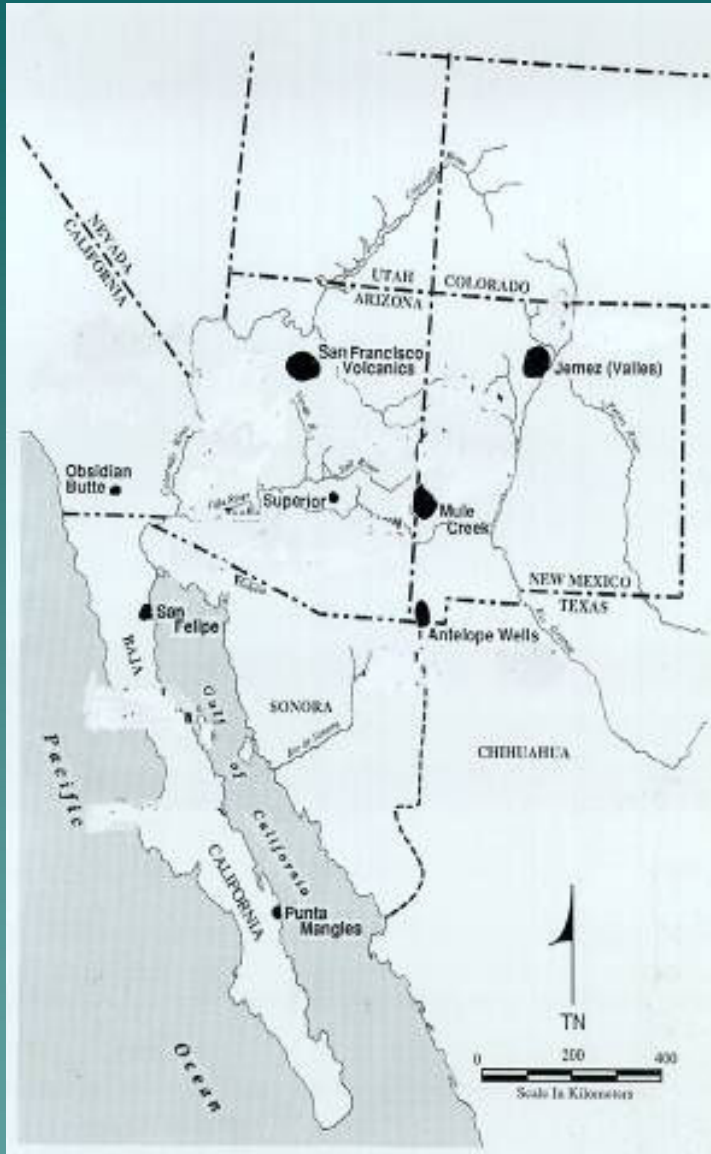 NEVADA
CALIFORNIA
UTAH
COLORADO
ARIZONA
San Francisco
Volcanics
Jemez (Valles)
Obsidian
Butte
Superior
Mule
Creek
NEW MEXICO
TEXAS
San
Felipe
Antelope Wells
BAJA
SONORA
CHIHUAHUA
Gulf
of
California
Pacific
CALIFORNIA
Punta
Mangles
TN
0 200 400
Scale In Kilometers
Ocean